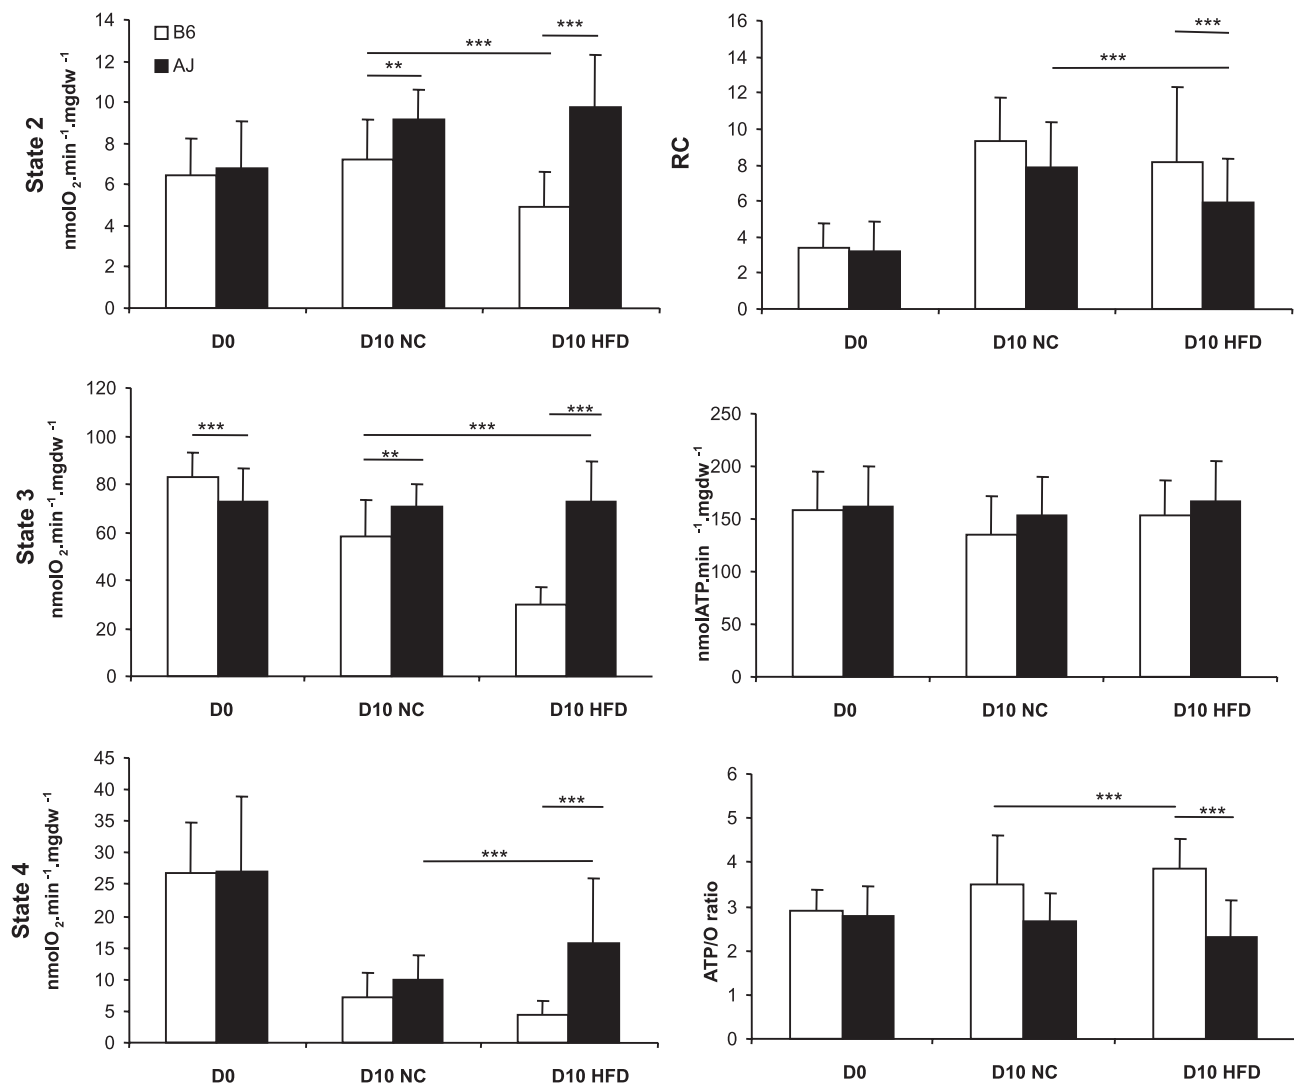 State 2
nmolO2.min-1.mgdw-1
14
12
10
8
6
4
2
0
B6
AJ
**
***
***
D0
D10 NC
D10 HFD
RC
16
14
12
10
8
6
4
2
0
***
***
D0
D10 NC
D10 HFD
State 3
nmolO2.min-1.mgdw-1
120
100
80
60
40
20
0
***
**
***
***
D0
D10 NC
D10 HFD
nmolATP.min-1.mgdw-1
250
200
150
100
50
0
D0
D10 NC
D10 HFD
State 4
nmolO2.min-1.mgdw-1
45
40
35
30
25
20
15
10
5
0
***
***
D0
D10 NC
D10 HFD
ATP/O ratio
6
5
4
3
2
1
0
***
***
D0
D10 NC
D10 HFD